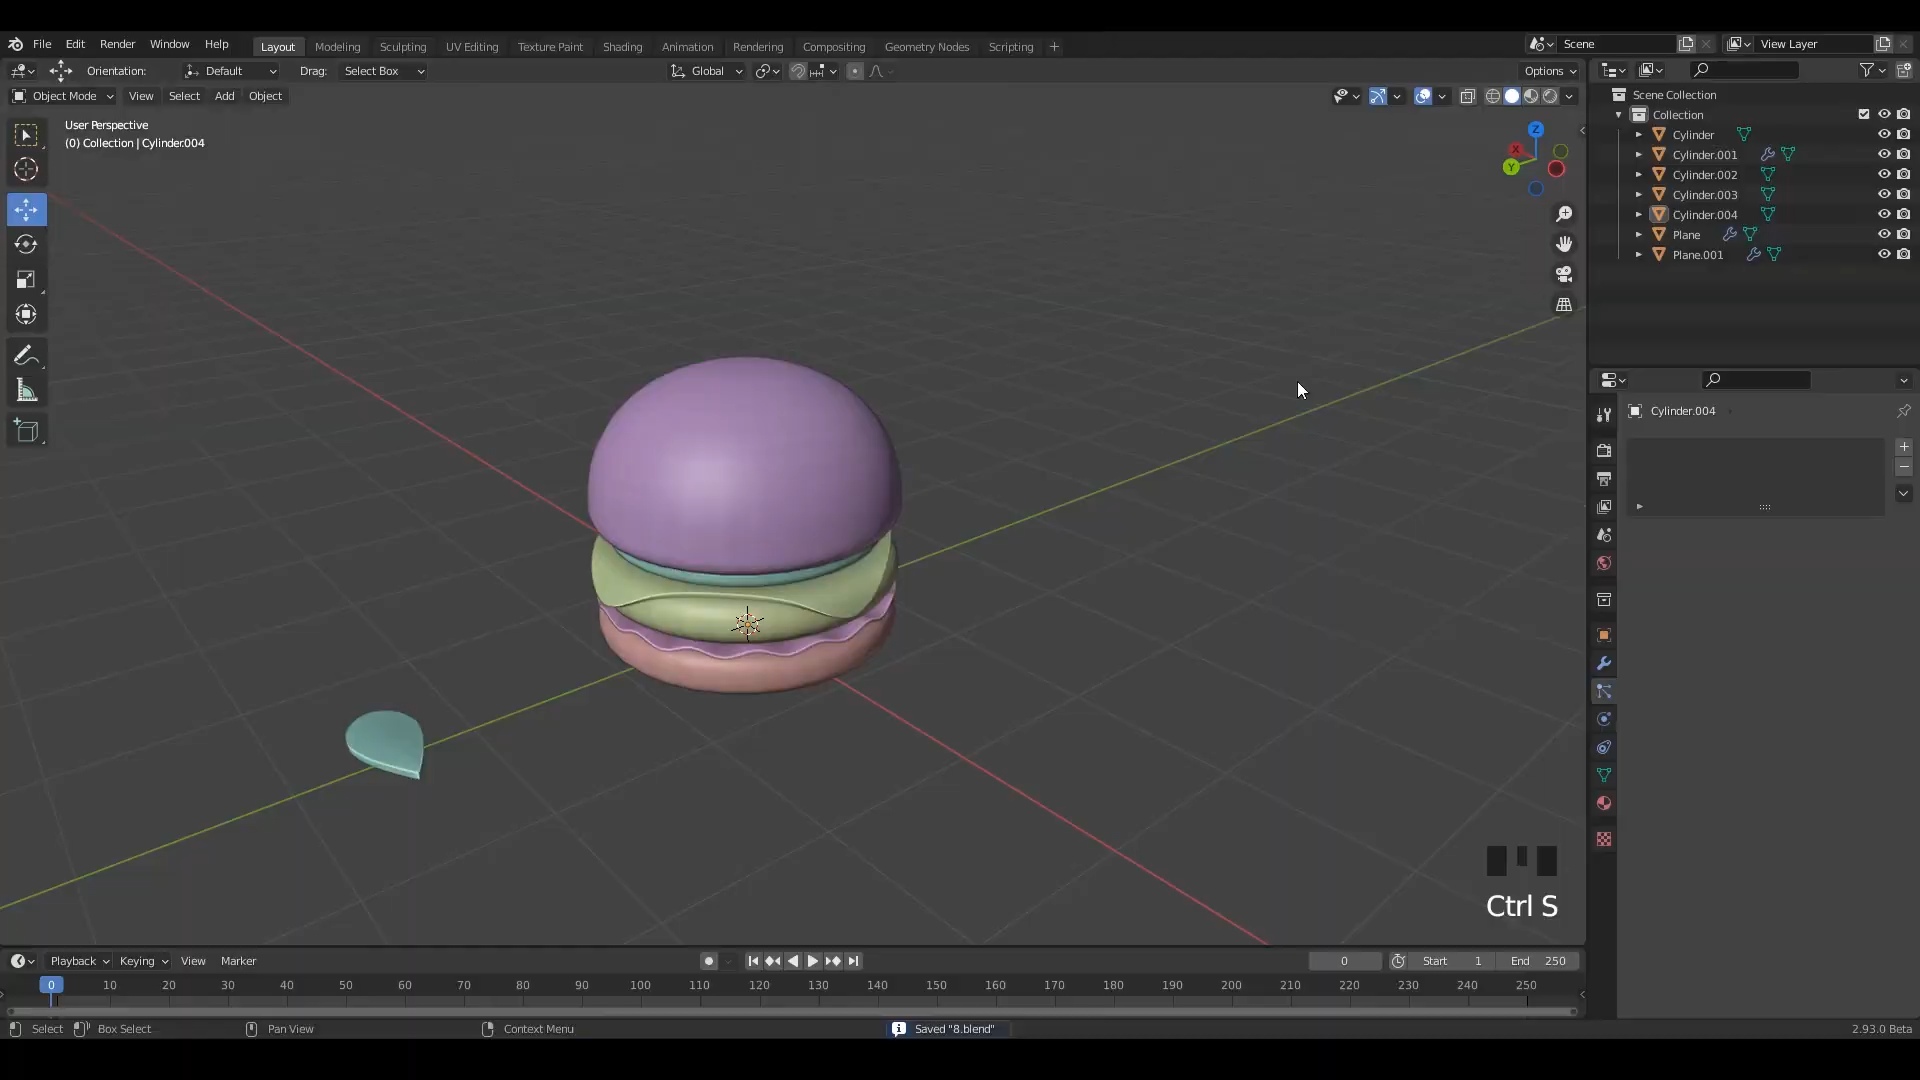 File Edit Render Window Help Layout Modeling Sculpting UV Editing Texture Paint Shading Animation Rendering Compositing Geometry Nodes Scripting + Scene View Layer
Orientation: Default Drag: Select Box Global Options
Object Mode View Select Add Object
User Perspective
(0) Collection | Cylinder.004
Z
X
Y
Scene Collection
Collection
Cylinder
Cylinder.001
Cylinder.002
Cylinder.003
Cylinder.004
Plane
Plane.001
Cylinder.004
Ctrl S
Playback Keying View Marker 0 Start 1 End 250
0 10 20 30 40 50 60 70 80 90 100 110 120 130 140 150 160 170 180 190 200 210 220 230 240 250
Select Box Select Pan View Context Menu Saved "8.blend" 2.93.0 Beta